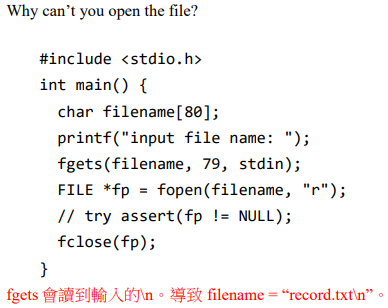 Why can’t you open the file?
#include <stdio.h>
int main() {
char filename[80];
printf("input file name: ");
fgets(filename, 79, stdin);
FILE *fp = fopen(filename, "r");
// try assert(fp != NULL);
fclose(fp);
}
fgets 會讀到輸入的\n。導致 filename = “record.txt\n”。